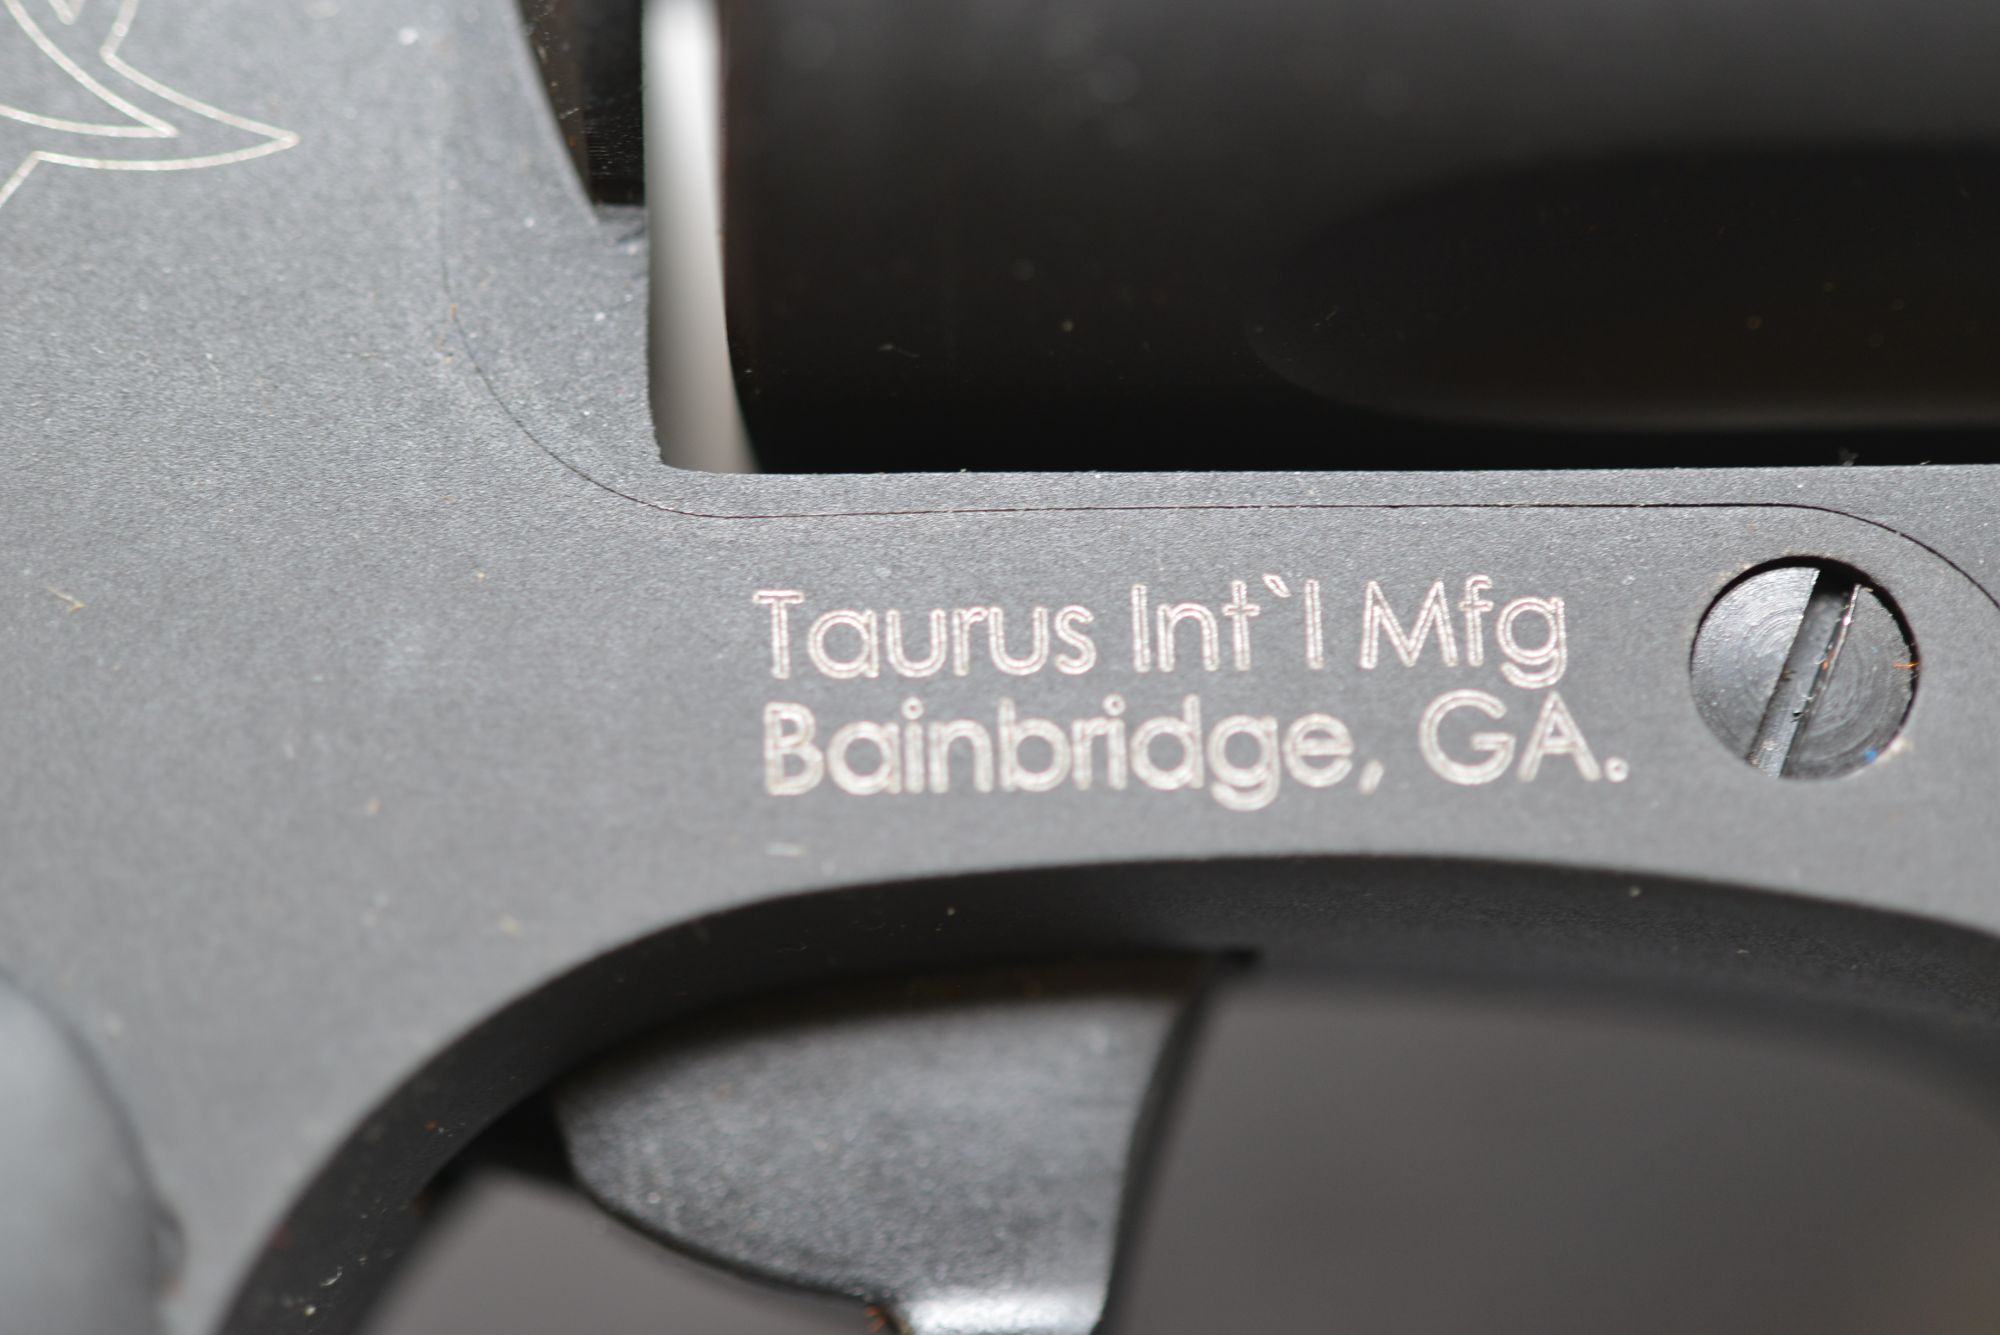 Taurus Int`l Mfg
Bainbridge, GA.